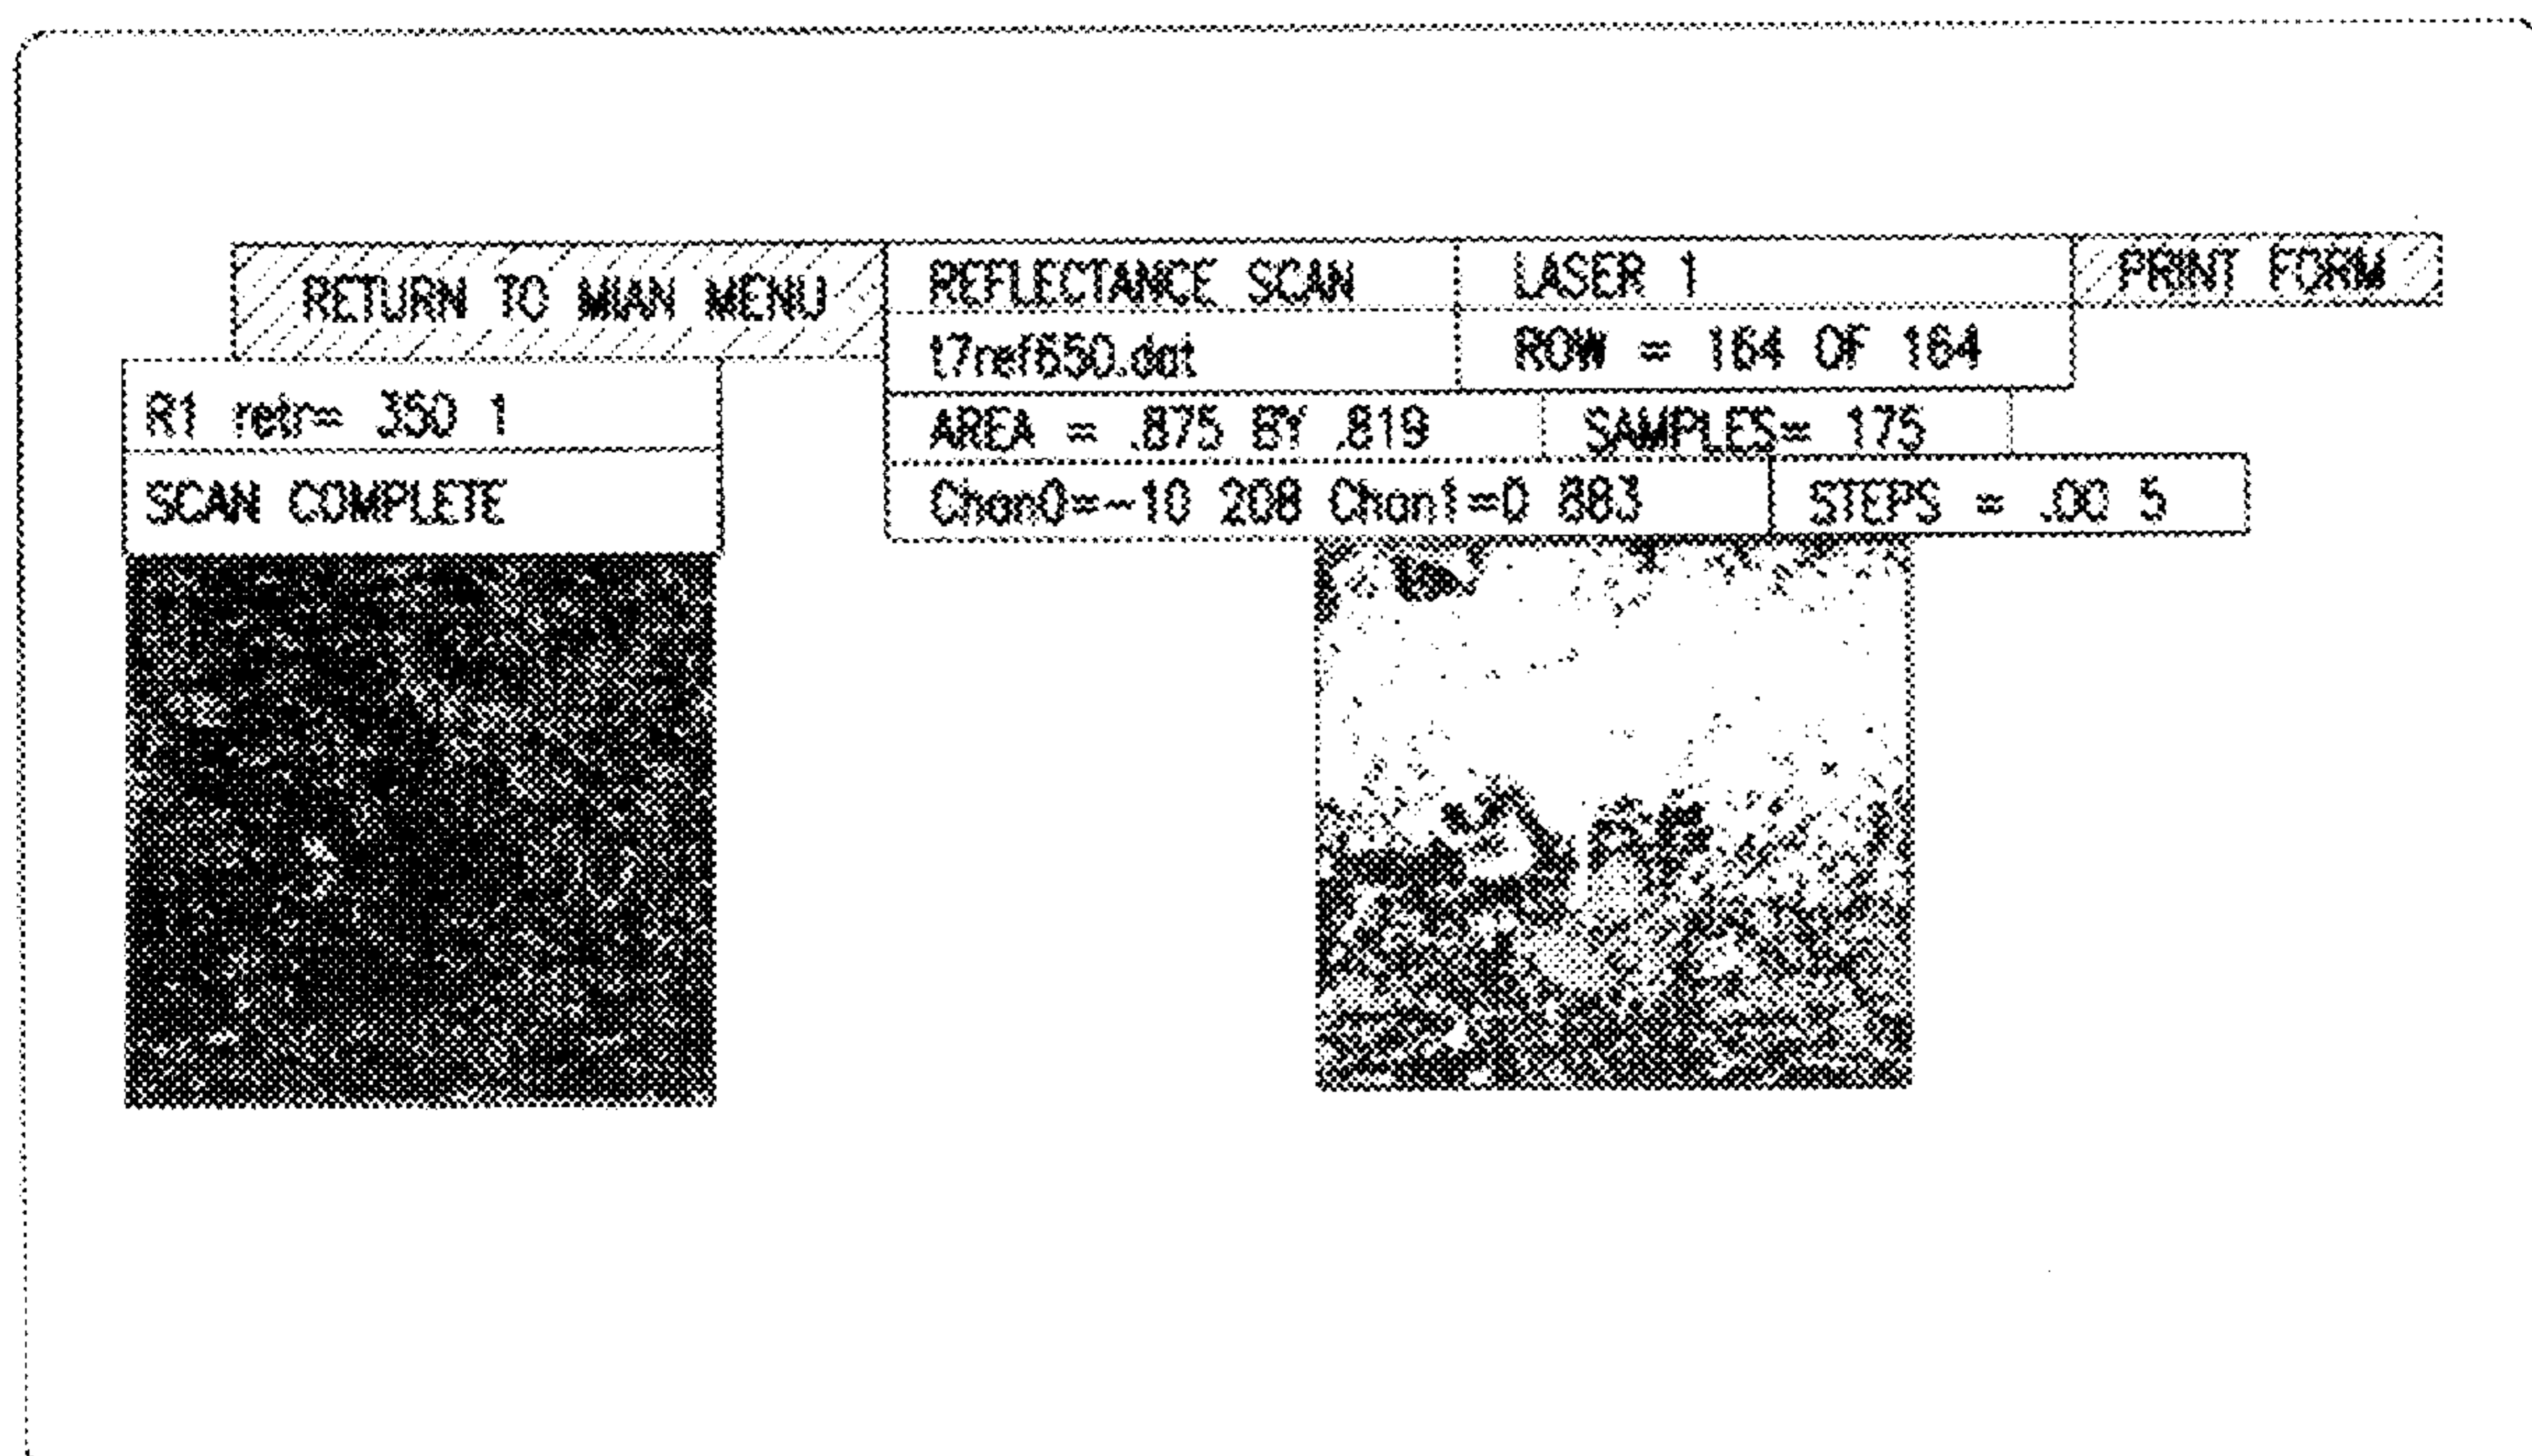 RETURN TO MIAN MENU
REFLECTANCE SCAN
LASER 1
PRINT FORM
t7ref650.dat
ROW = 164 OF 164
R1 retr= .350 1
AREA = .875 BY .819
SAMPLES= 175
SCAN COMPLETE
Chan0=-10 208 Chan1=0 883
STEPS = .00 5